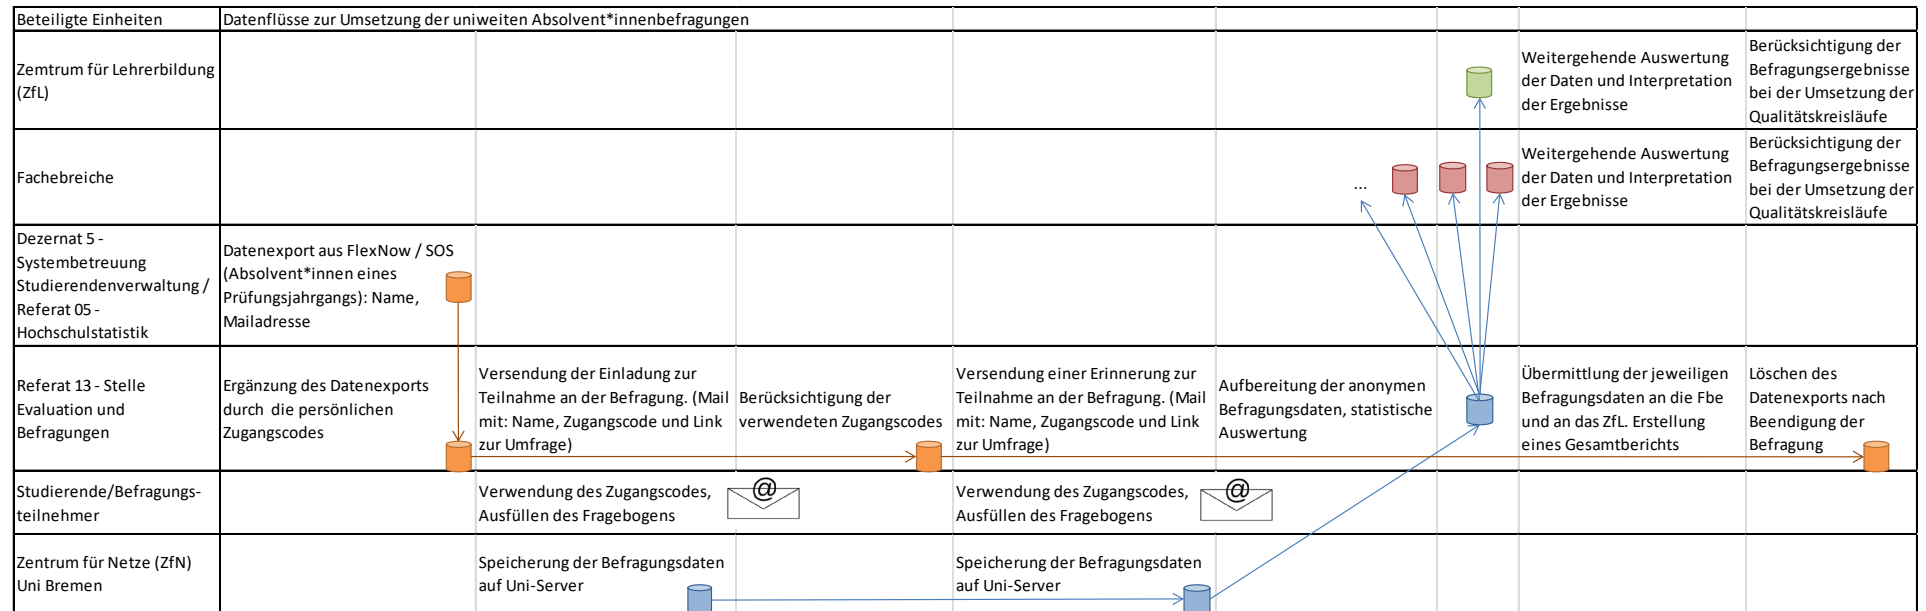 Beteiligte Einheiten
Datenflüsse zur Umsetzung der uniweiten Absolvent*innenbefragungen
Zemtrum für Lehrerbildung
(ZfL)
Weitergehende Auswertung
der Daten und Interpretation
der Ergebnisse
Berücksichtigung der
Befragungsergebnisse
bei der Umsetzung der
Qualitätskreisläufe
Fachebreiche
...
Weitergehende Auswertung
der Daten und Interpretation
der Ergebnisse
Berücksichtigung der
Befragungsergebnisse
bei der Umsetzung der
Qualitätskreisläufe
Dezernat 5 -
Systembetreuung
Studierendenverwaltung /
Referat 05 -
Hochschulstatistik
Datenexport aus FlexNow / SOS
(Absolvent*innen eines
Prüfungsjahrgangs): Name,
Mailadresse
Referat 13 - Stelle
Evaluation und
Befragungen
Ergänzung des Datenexports
durch die persönlichen
Zugangscodes
Versendung der Einladung zur
Teilnahme an der Befragung. (Mail
mit: Name, Zugangscode und Link
zur Umfrage)
Berücksichtigung der
verwendeten Zugangscodes
Versendung einer Erinnerung zur
Teilnahme an der Befragung. (Mail
mit: Name, Zugangscode und Link
zur Umfrage)
Aufbereitung der anonymen
Befragungsdaten, statistische
Auswertung
Übermittlung der jeweiligen
Befragungsdaten an die Fbe
und an das ZfL. Erstellung
eines Gesamtberichts
Löschen des
Datenexports nach
Beendigung der
Befragung
Studierende/Befragungs-
teilnehmer
Verwendung des Zugangscodes,
Ausfüllen des Fragebogens
@
Verwendung des Zugangscodes,
Ausfüllen des Fragebogens
@
Zentrum für Netze (ZfN)
Uni Bremen
Speicherung der Befragungsdaten
auf Uni-Server
Speicherung der Befragungsdaten
auf Uni-Server